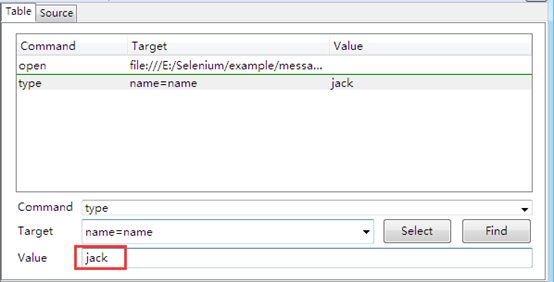 Table Source
Command Target Value
open file:///E:/Selenium/example/messa...
type name=name jack
Command type
Target name=name Select Find
Value jack